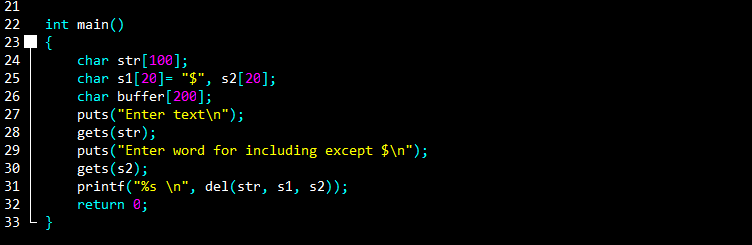 21
22 int main()
23 {
24 char str[100];
25 char s1[20]= "$", s2[20];
26 char buffer[200];
27 puts("Enter text\n");
28 gets(str);
29 puts("Enter word for including except $\n");
30 gets(s2);
31 printf("%s \n", del(str, s1, s2));
32 return 0;
33 }